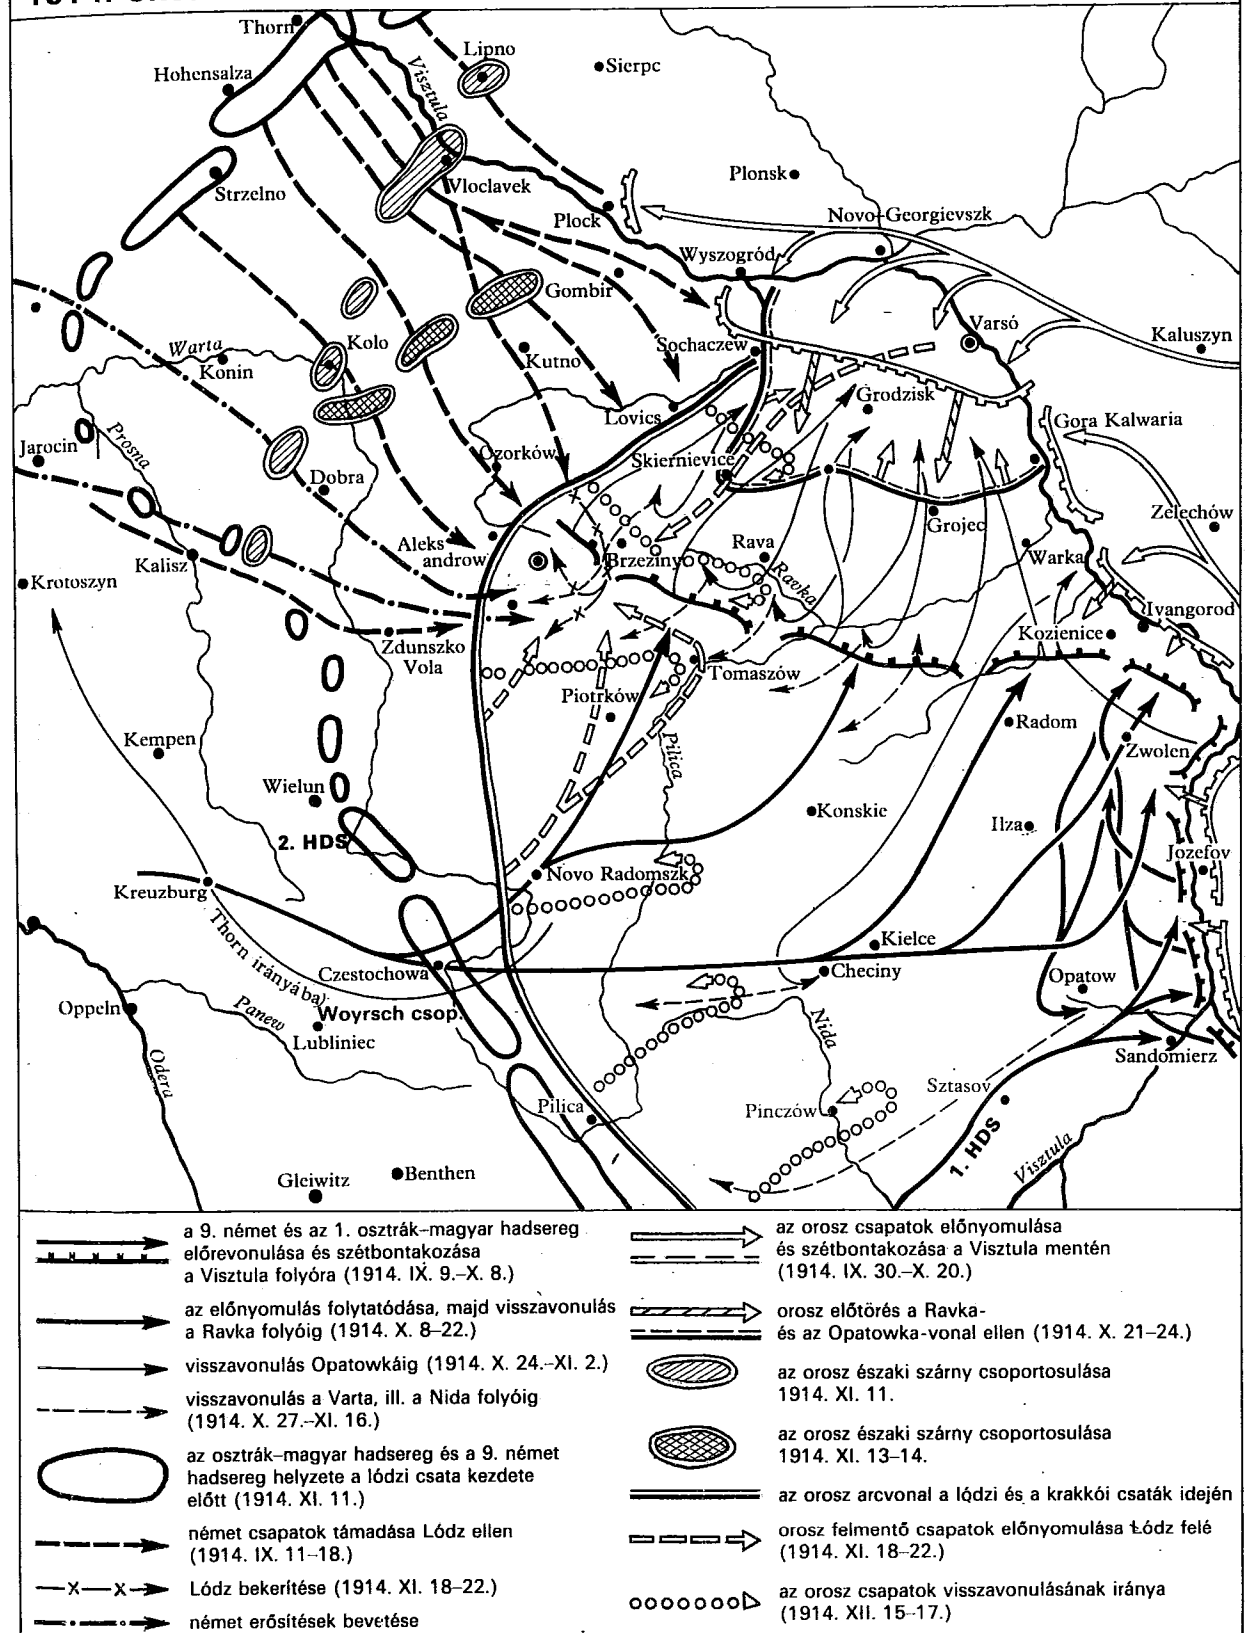 Thorn
Lipno
Sierpc
Hohensalza
Visztula
Strzelno
Vloclavek
Plonsk
Plock
Novo-Georgievszk
Wyszogród
Gombir
Varsó
Kaluszyn
Warta
Konin
Kolo
Kutno
Sochaczew
Grodzisk
Lovics
Gora Kalwaria
Jarocin
Prosna
Ozorków
Skiernievice
Dobra
Zelechów
Grojec
Aleks
androw
Kalisz
Brzeziny
Rava
Ravka
Warka
Krotoszyn
Ivangorod
Kozienice
Zdunszko
Vola
Tomaszów
Piotrków
Radom
Kempen
Pilica
Zwolen
Wielun
Konskie
Ilza
2. HDS
Jozefov
Kreuzburg
Novo Radomszk
Thorn irányába
Kielce
Czestochowa
Checiny
Opatow
Oppeln
Panew
Woyrsch csop.
Lubliniec
Nida
Sandomierz
Odera
Sztasov
Pilica
Pinczów
1. HDS
Visztula
Gleiwitz
Benthen
a 9. német és az 1. osztrák–magyar hadsereg
előrevonulása és szétbontakozása
a Visztula folyóra (1914. IX. 9.–X. 8.)
az előnyomulás folytatódása, majd visszavonulás
a Ravka folyóig (1914. X. 8–22.)
visszavonulás Opatowkáig (1914. X. 24.–XI. 2.)
visszavonulás a Varta, ill. a Nida folyóig
(1914. X. 27.–XI. 16.)
az osztrák–magyar hadsereg és a 9. német
hadsereg helyzete a lódzi csata kezdete
előtt (1914. XI. 11.)
német csapatok támadása Lódz ellen
(1914. IX. 11–18.)
x x Lódz bekerítése (1914. XI. 18–22.)
német erősítések bevetése
az orosz csapatok előnyomulása
és szétbontakozása a Visztula mentén
(1914. IX. 30.–X. 20.)
orosz előtörés a Ravka-
és az Opatowka-vonal ellen (1914. X. 21–24.)
az orosz északi szárny csoportosulása
1914. XI. 11.
az orosz északi szárny csoportosulása
1914. XI. 13–14.
az orosz arcvonal a lódzi és a krakkói csaták idején
orosz felmentő csapatok előnyomulása Łódz felé
(1914. XI. 18–22.)
az orosz csapatok visszavonulásának iránya
(1914. XII. 15–17.)